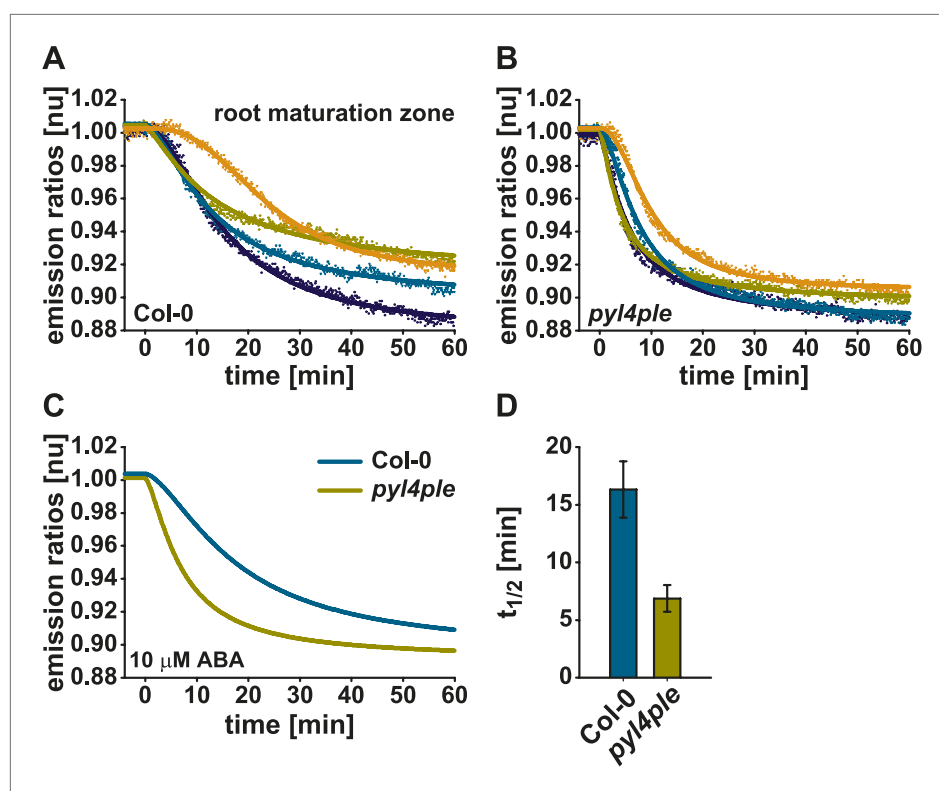 A
emission ratios [nu]
1.02
1.00
0.98
0.96
0.94
0.92
0.90
0.88
root maturation zone
Col-0
0 10 20 30 40 50 60
time [min]
B
emission ratios [nu]
1.02
1.00
0.98
0.96
0.94
0.92
0.90
0.88
pyl4ple
0 10 20 30 40 50 60
time [min]
C
emission ratios [nu]
1.02
1.00
0.98
0.96
0.94
0.92
0.90
0.88
Col-0
pyl4ple
10 μM ABA
0 10 20 30 40 50 60
time [min]
D
t1/2 [min]
20
15
10
5
0
Col-0
pyl4ple